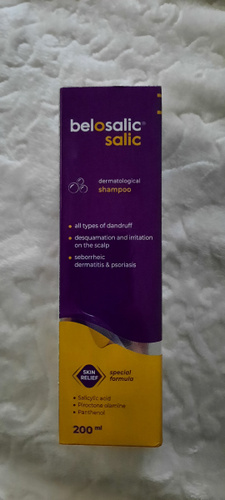 belosalic®
salic
dermatological
shampoo
• all types of dandruff
• desquamation and irritation
on the scalp
• seborrheic
dermatitis & psoriasis
SKIN
RELIEF
special
formula
• Salicylic acid
• Piroctone olamine
• Panthenol
200 ml